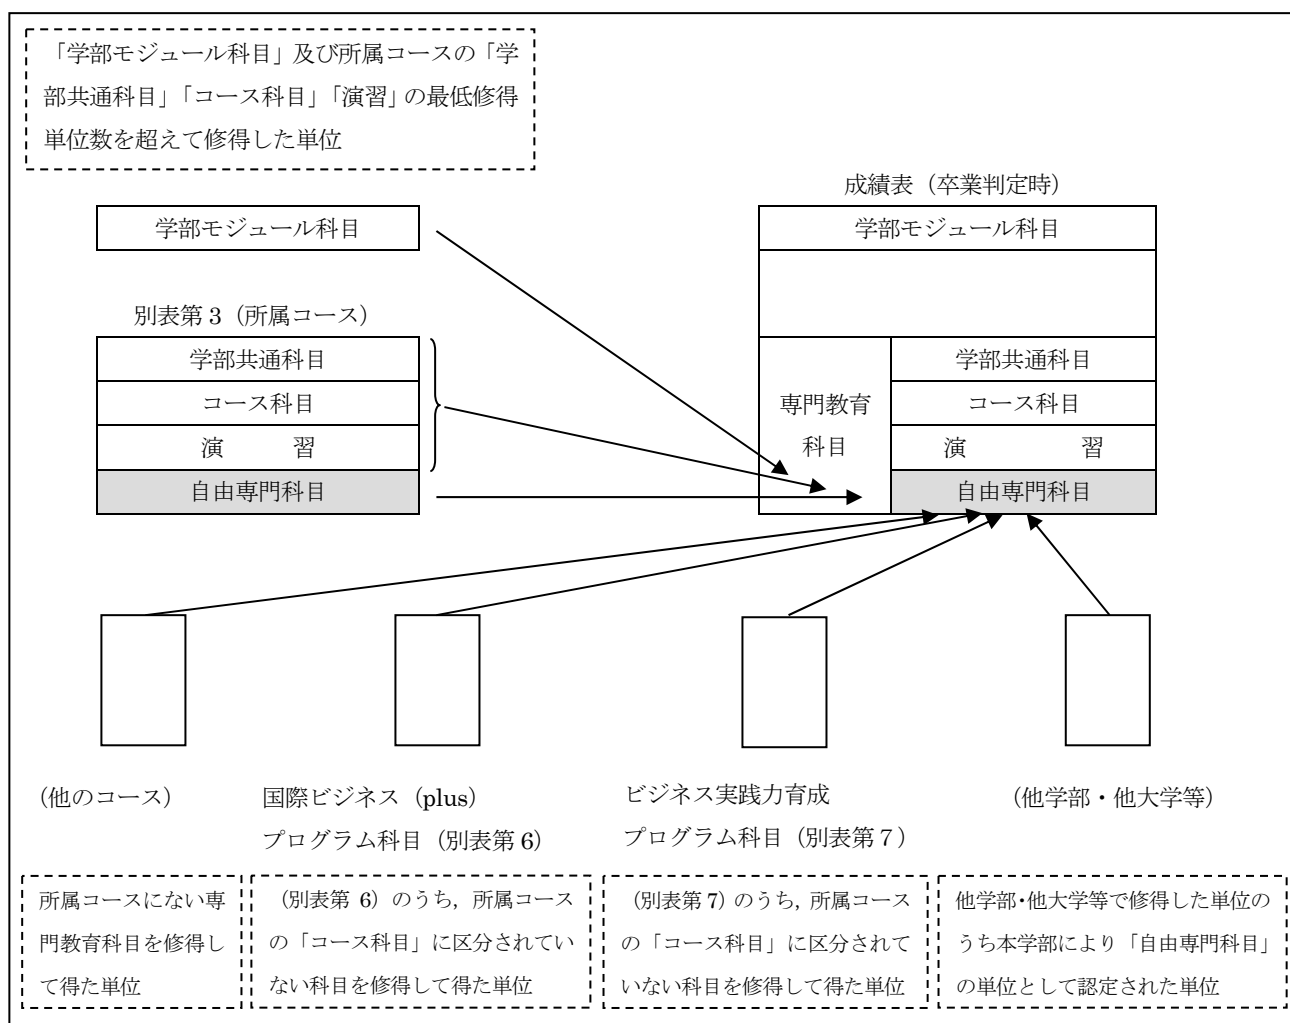 「学部モジュール科目」及び所属コースの「学
部共通科目」「コース科目」「演習」の最低修得
単位数を超えて修得した単位
成績表（卒業判定時）
学部モジュール科目
学部モジュール科目
別表第 3（所属コース）
学部共通科目
コース科目
演　　　習
自由専門科目
専門教育
科目
学部共通科目
コース科目
演　　　　　習
自由専門科目
（他のコース）
国際ビジネス（plus）
プログラム科目（別表第 6）
ビジネス実践力育成
プログラム科目（別表第７）
（他学部・他大学等）
所属コースにない専
門教育科目を修得し
て得た単位
（別表第 6）のうち，所属コース
の「コース科目」に区分されてい
ない科目を修得して得た単位
（別表第 7）のうち，所属コース
の「コース科目」に区分されて
いない科目を修得して得た単位
他学部・他大学等で修得した単位の
うち本学部により「自由専門科目」
の単位として認定された単位